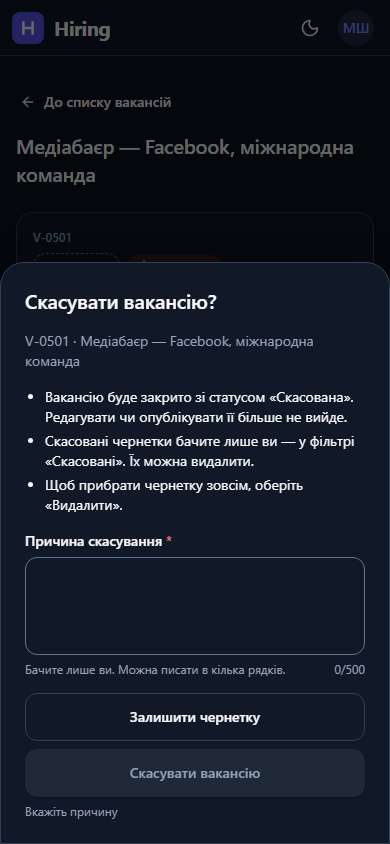 H Hiring
МШ
До списку вакансій
Медіабаєр — Facebook, міжнародна
команда
V-0501
Скасувати вакансію?
V-0501 · Медіабаєр — Facebook, міжнародна
команда
• Вакансію буде закрито зі статусом «Скасована».
Редагувати чи опублікувати її більше не вийде.
• Скасовані чернетки бачите лише ви — у фільтрі
«Скасовані». Їх можна видалити.
• Щоб прибрати чернетку зовсім, оберіть
«Видалити».
Причина скасування *
Бачите лише ви. Можна писати в кілька рядків.
0/500
Залишити чернетку
Скасувати вакансію
Вкажіть причину